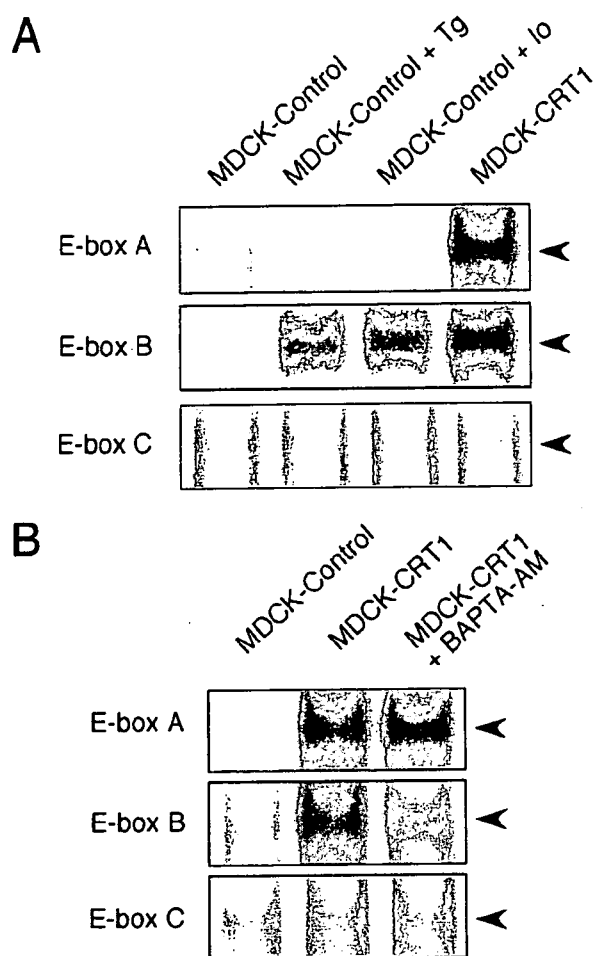 A
MDCK-Control
MDCK-Control + Tg
MDCK-Control + Io
MDCK-CRT1
E-box A
E-box B
E-box C
B
MDCK-Control
MDCK-CRT1
MDCK-CRT1
+ BAPTA-AM
E-box A
E-box B
E-box C